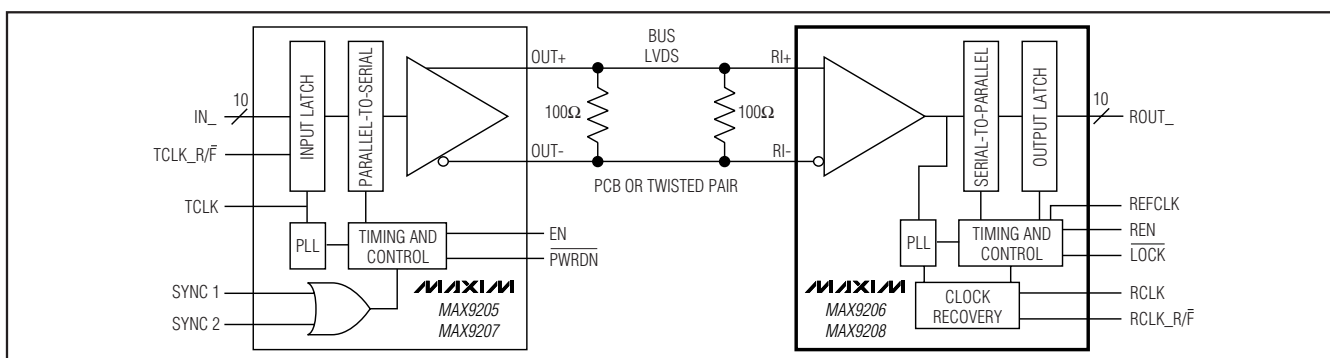 BUS
LVDS
OUT+
RI+
10
IN_
TCLK_R/F̅
INPUT LATCH
PARALLEL-TO-SERIAL
100Ω
100Ω
SERIAL-TO-PARALLEL
OUTPUT LATCH
10
ROUT_
OUT-
RI-
PCB OR TWISTED PAIR
TCLK
PLL
TIMING AND
CONTROL
EN
P̅W̅R̅D̅N̅
SYNC 1
SYNC 2
MAXIM
MAX9205
MAX9207
PLL
TIMING AND
CONTROL
REFCLK
REN
L̅O̅C̅K̅
MAXIM
MAX9206
MAX9208
CLOCK
RECOVERY
RCLK
RCLK_R/F̅